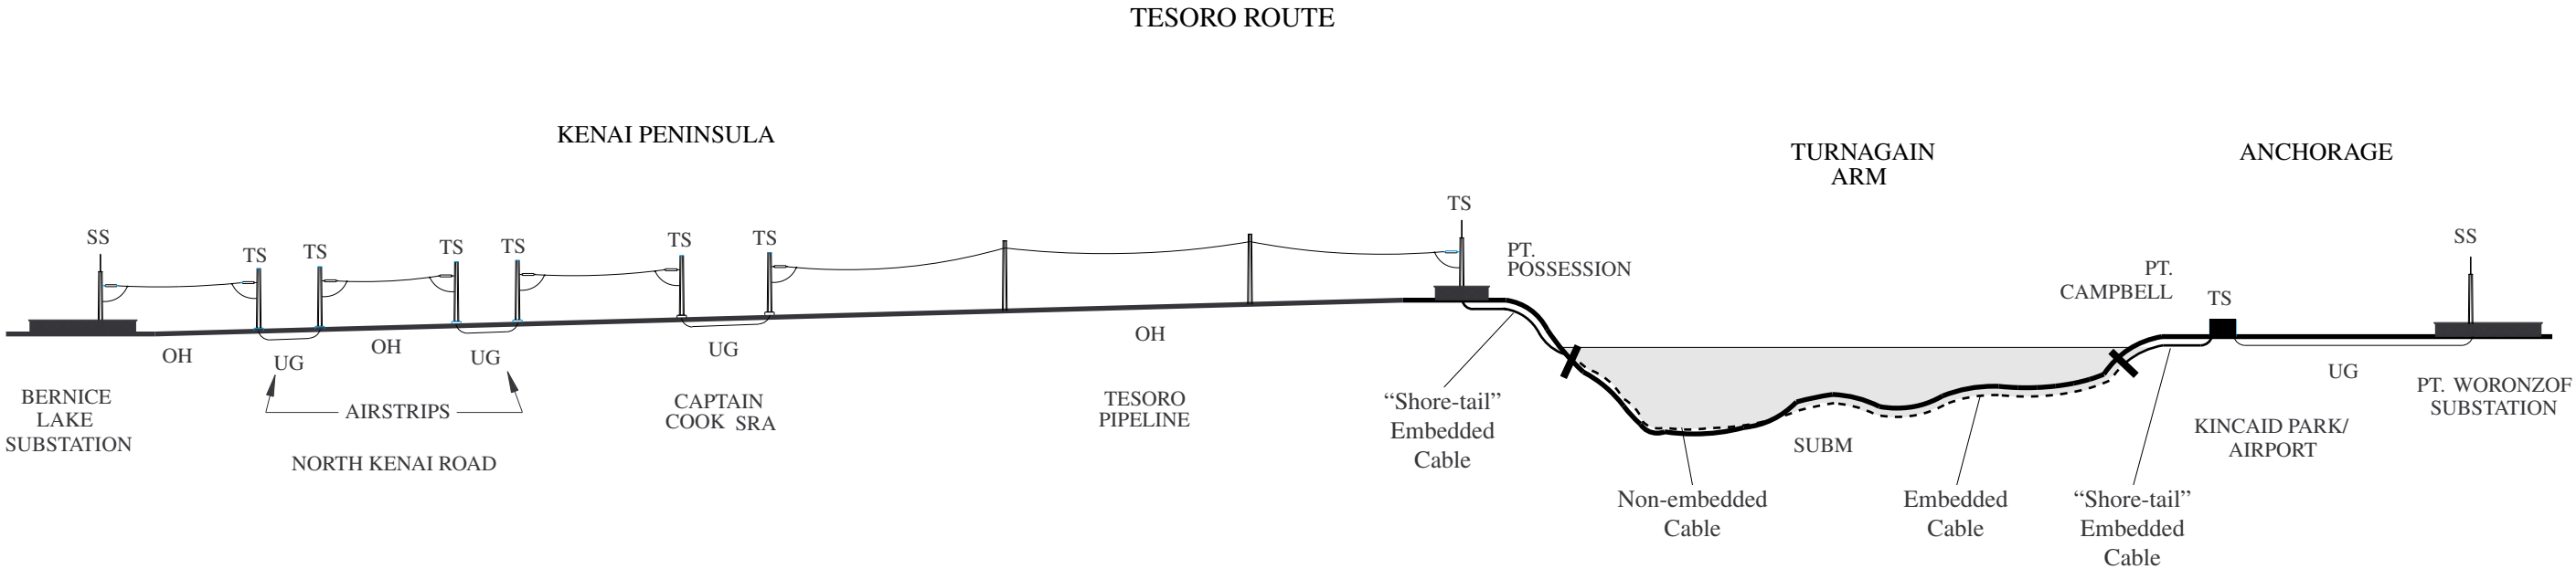 TESORO ROUTE
KENAI PENINSULA
TURNAGAIN
ARM
ANCHORAGE
SS
TS
TS
TS
TS
TS
TS
TS
PT.
POSSESSION
PT.
CAMPBELL
TS
SS
OH
UG
OH
UG
UG
OH
UG
BERNICE
LAKE
SUBSTATION
AIRSTRIPS
NORTH KENAI ROAD
CAPTAIN
COOK SRA
TESORO
PIPELINE
“Shore-tail”
Embedded
Cable
SUBM
Non-embedded
Cable
Embedded
Cable
“Shore-tail”
Embedded
Cable
KINCAID PARK/
AIRPORT
PT. WORONZOF
SUBSTATION